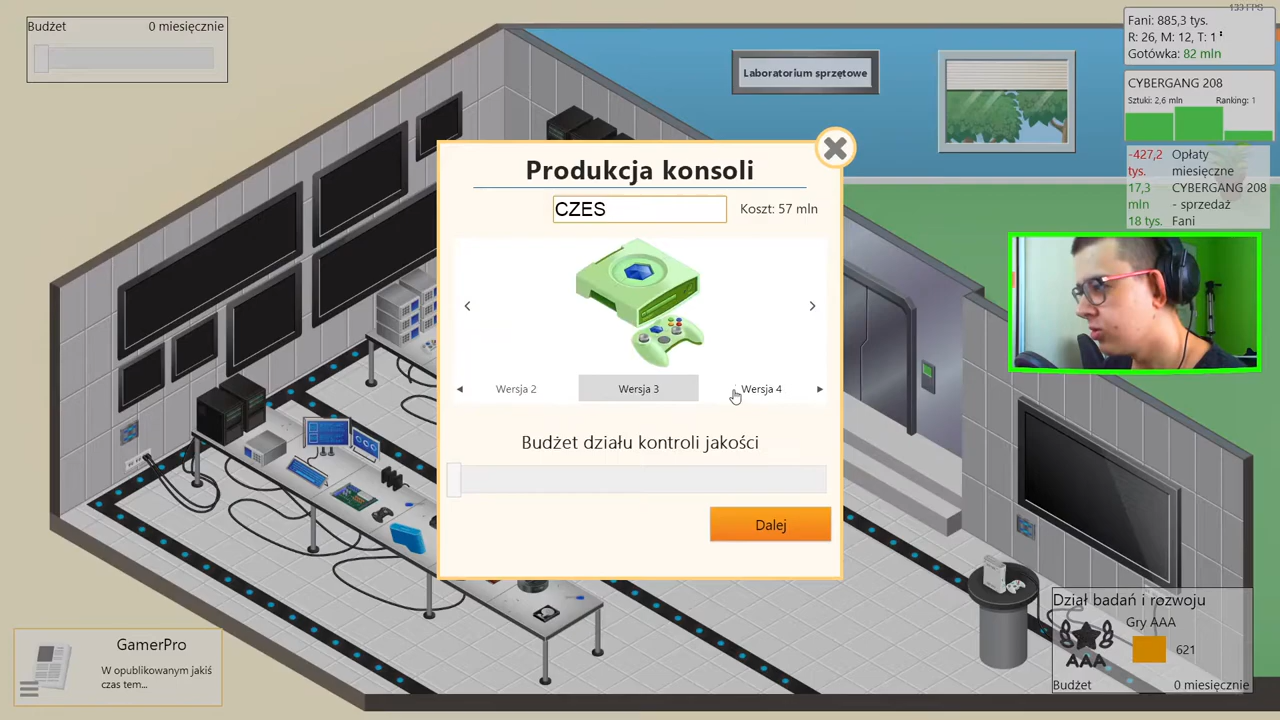 Budżet 0 miesięcznie
133 FPS
Fani: 885,3 tys.
R: 26, M: 12, T: 1
Gotówka: 82 mln
Laboratorium sprzętowe
CYBERGANG 208
Sztuki: 2,6 mln Ranking: 1
-427,2 tys. Opłaty miesięczne
17,3 mln CYBERGANG 208 - sprzedaż
18 tys. Fani
Produkcja konsoli
CZES Koszt: 57 mln
Wersja 2 Wersja 3 Wersja 4
Budżet działu kontroli jakości
Dalej
GamerPro
W opublikowanym jakiś
czas tem...
Dział badań i rozwoju
Gry AAA
621
AAA
Budżet 0 miesięcznie